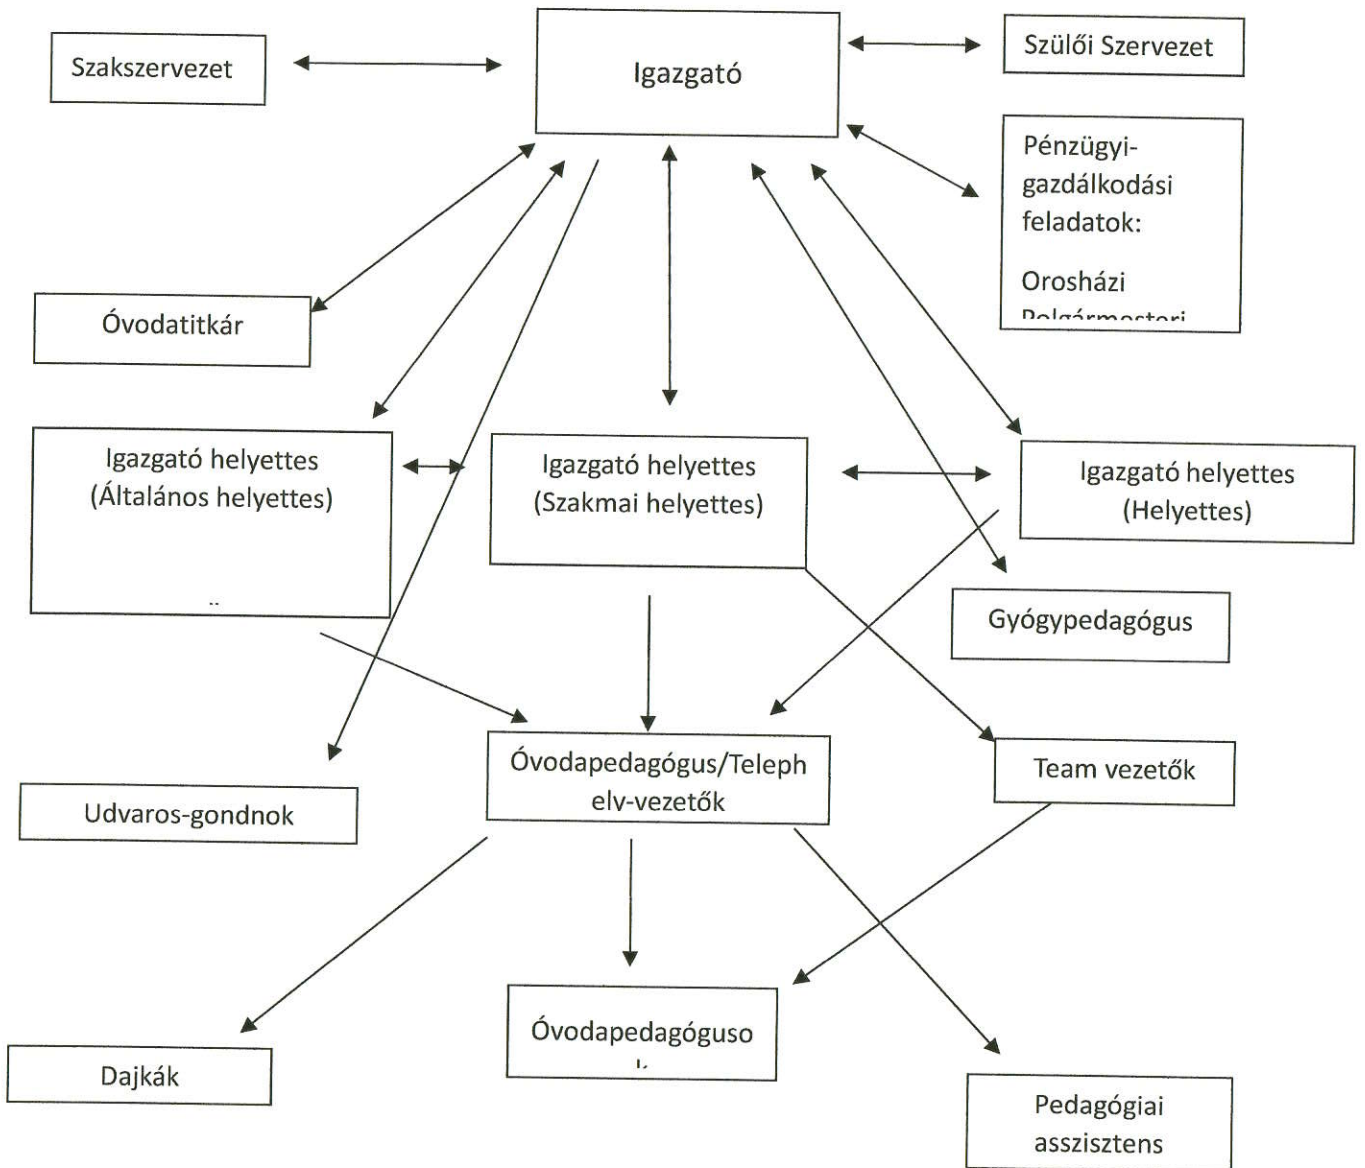 Szakszervezet
Igazgató
Szülői Szervezet
Pénzügyi-
gazdálkodási
feladatok:
Orosházi
Óvodatitkár
Igazgató helyettes
(Általános helyettes)
Igazgató helyettes
(Szakmai helyettes)
Igazgató helyettes
(Helyettes)
Gyógypedagógus
Óvodapedagógus/Teleph
elv-vezetők
Team vezetők
Udvaros-gondnok
Óvodapedagóguso
Dajkák
Pedagógiai
asszisztens